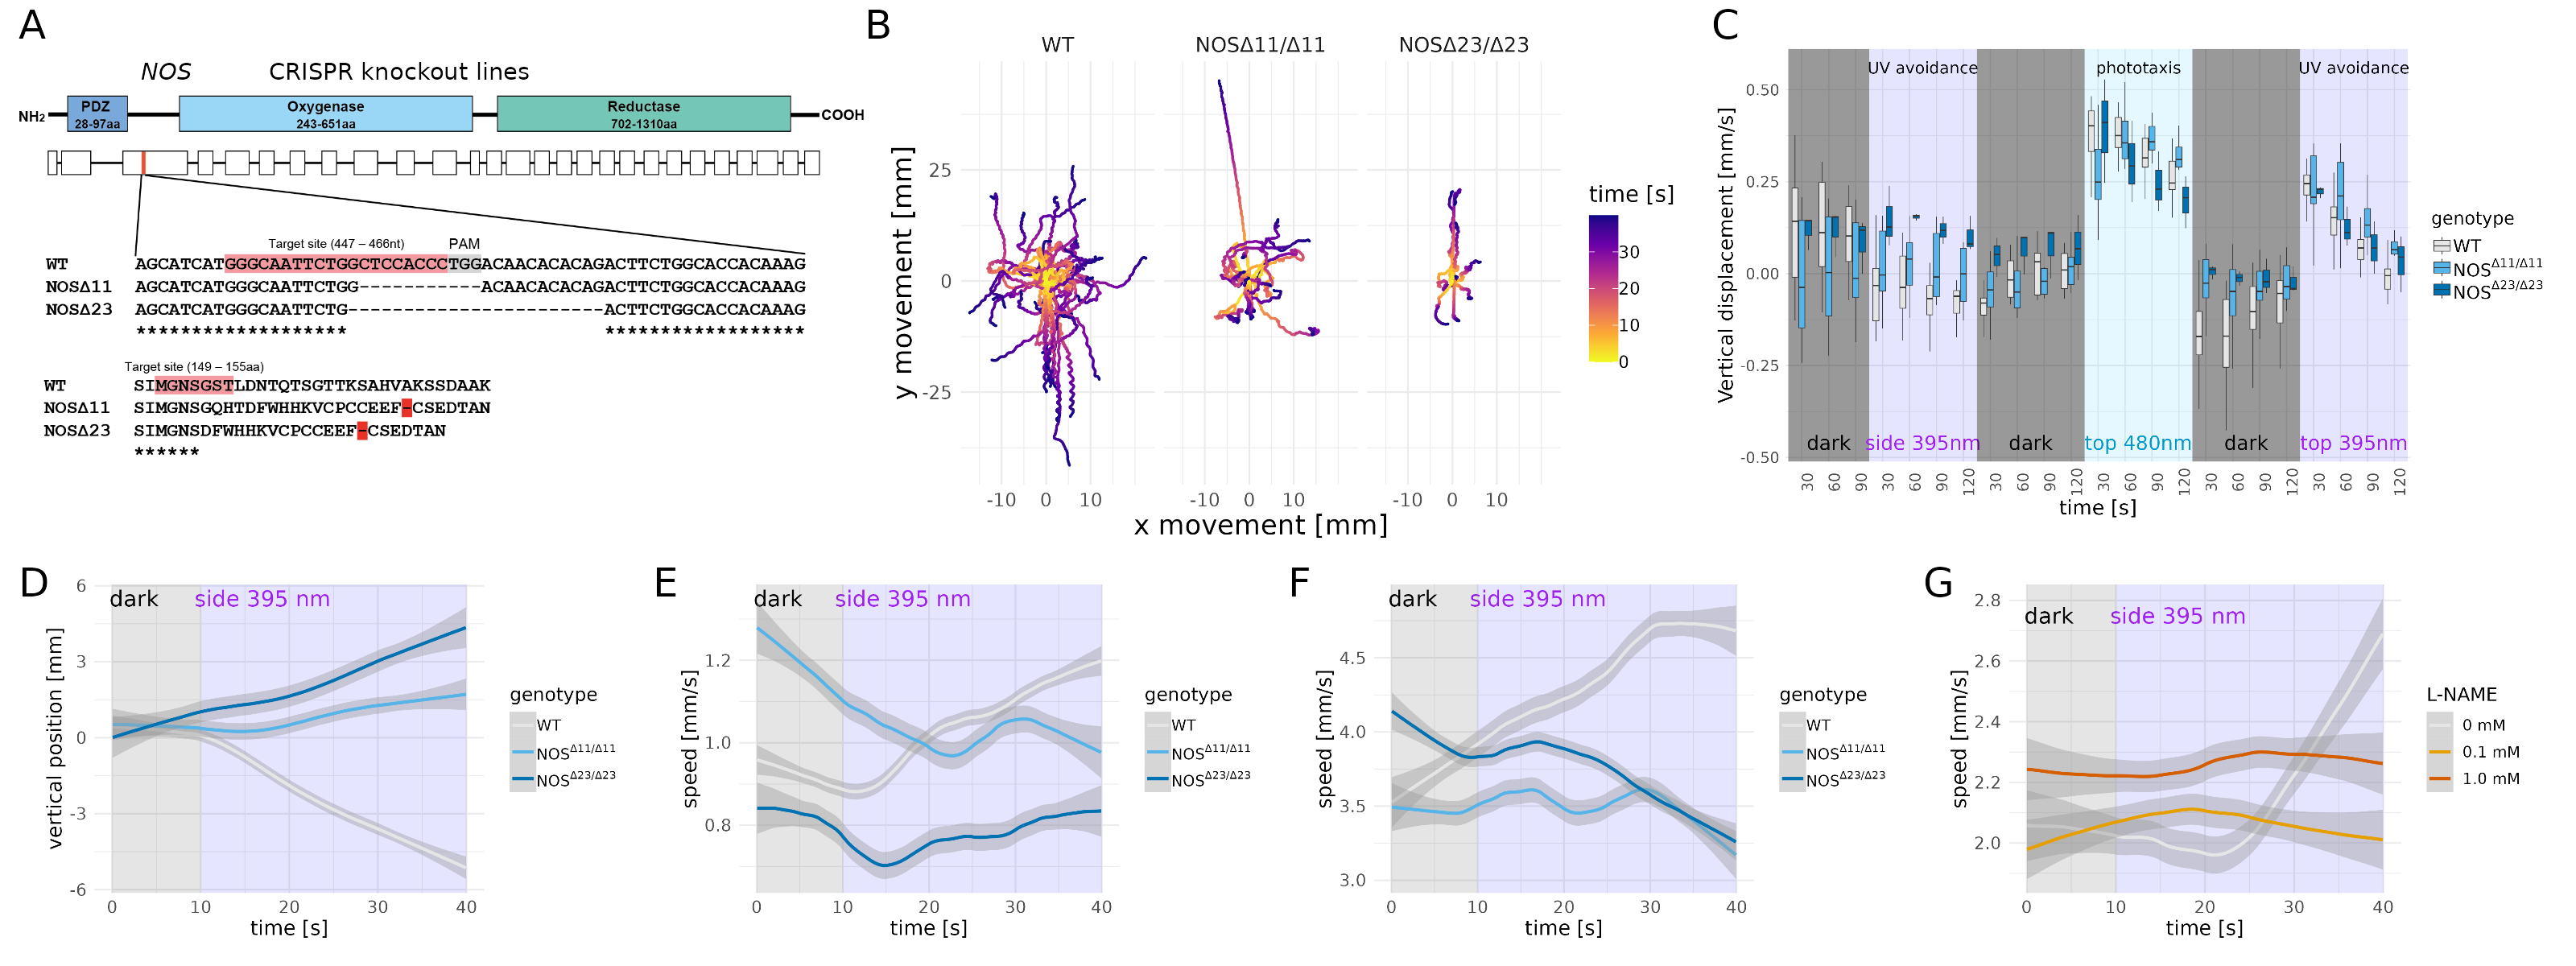 A
NOS CRISPR knockout lines
NH2 PDZ 28-97aa Oxygenase 243-651aa Reductase 702-1310aa COOH
Target site (447 – 466nt) PAM
WT AGCATCATGGGCAATTCTGGCTCCACCCTGGACAACACACAGACTTCTGGCACCACAAAG
NOSΔ11 AGCATCATGGGCAATTCTGG-----------ACAACACACAGACTTCTGGCACCACAAAG
NOSΔ23 AGCATCATGGGCAATTCTG-----------------------ACTTCTGGCACCACAAAG
******************* ******************
Target site (149 – 155aa)
WT SIMGNSGSTLDNTQTSGTTKSAHVAKSSDAAK
NOSΔ11 SIMGNSGQHTDFWHHKVCPCCEEF-CSEDTAN
NOSΔ23 SIMGNSDFWHHKVCPCCEEF-CSEDTAN
******
B
WT NOSΔ11/Δ11 NOSΔ23/Δ23
y movement [mm]
25
0
-25
-10 0 10 -10 0 10 -10 0 10
x movement [mm]
time [s]
30
20
10
0
C
Vertical displacement [mm/s]
0.50
0.25
0.00
-0.25
-0.50
UV avoidance phototaxis UV avoidance
dark side 395nm dark top 480nm dark top 395nm
30 60 90 30 60 90 120 30 60 90 120 30 60 90 120 30 60 90 120 30 60 90 120
time [s]
genotype
WT
NOSΔ11/Δ11
NOSΔ23/Δ23
D
dark side 395 nm
vertical position [mm]
6
3
0
-3
-6
0 10 20 30 40
time [s]
genotype
WT
NOSΔ11/Δ11
NOSΔ23/Δ23
E
dark side 395 nm
speed [mm/s]
1.2
1.0
0.8
0 10 20 30 40
time [s]
genotype
WT
NOSΔ11/Δ11
NOSΔ23/Δ23
F
dark side 395 nm
speed [mm/s]
4.5
4.0
3.5
3.0
0 10 20 30 40
time [s]
genotype
WT
NOSΔ11/Δ11
NOSΔ23/Δ23
G
dark side 395 nm
speed [mm/s]
2.8
2.6
2.4
2.2
2.0
0 10 20 30 40
time [s]
L-NAME
0 mM
0.1 mM
1.0 mM